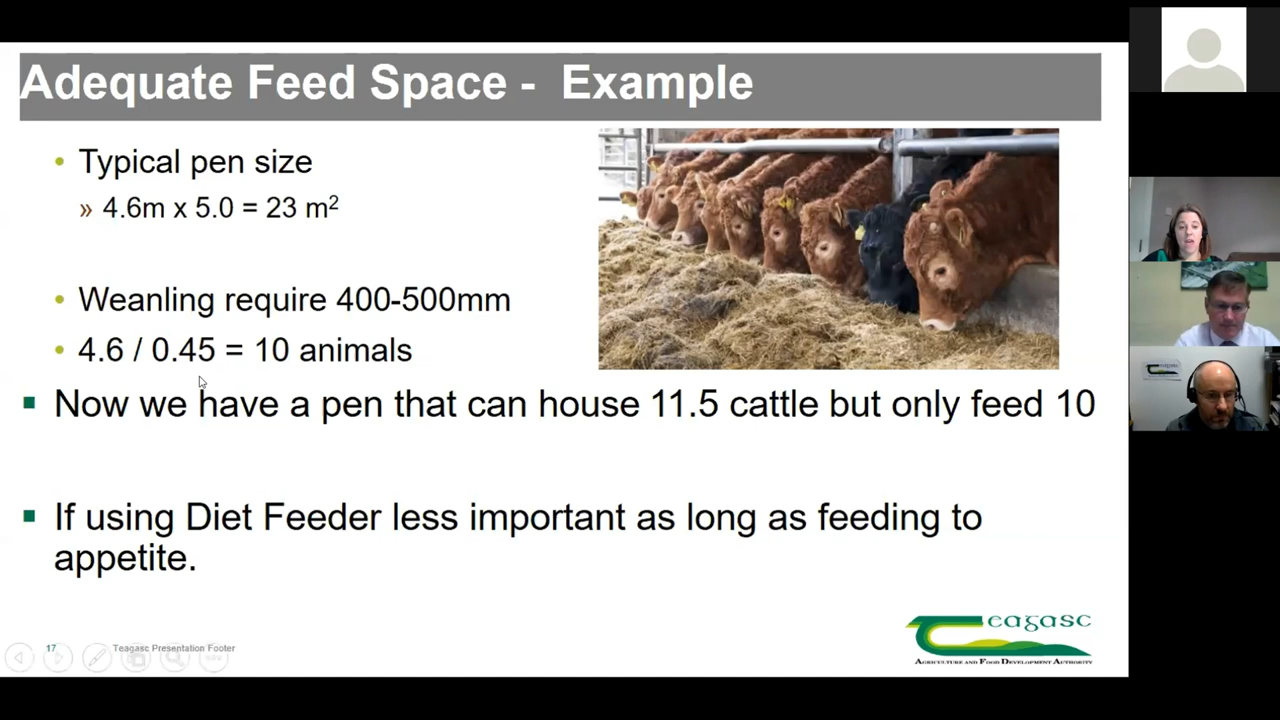 Adequate Feed Space - Example
• Typical pen size
» 4.6m x 5.0 = 23 m²
• Weanling require 400-500mm
• 4.6 / 0.45 = 10 animals
▪ Now we have a pen that can house 11.5 cattle but only feed 10
▪ If using Diet Feeder less important as long as feeding to
appetite.
17 Teagasc Presentation Footer
Teagasc
AGRICULTURE AND FOOD DEVELOPMENT AUTHORITY